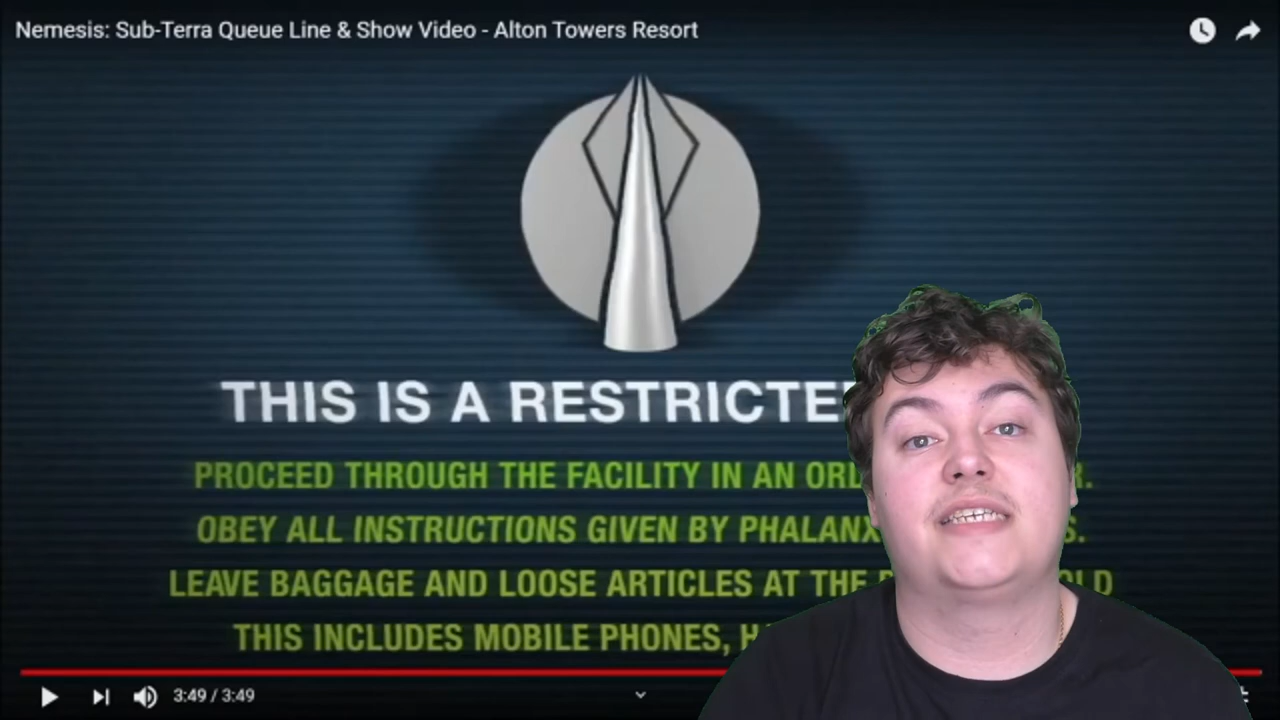 Nemesis: Sub-Terra Queue Line & Show Video - Alton Towers Resort
THIS IS A RESTRICTE
PROCEED THROUGH THE FACILITY IN AN
OBEY ALL INSTRUCTIONS GIVEN BY PHALANX
LEAVE BAGGAGE AND LOOSE ARTICLES AT THE
THIS INCLUDES MOBILE PHONES,
3:49 / 3:49